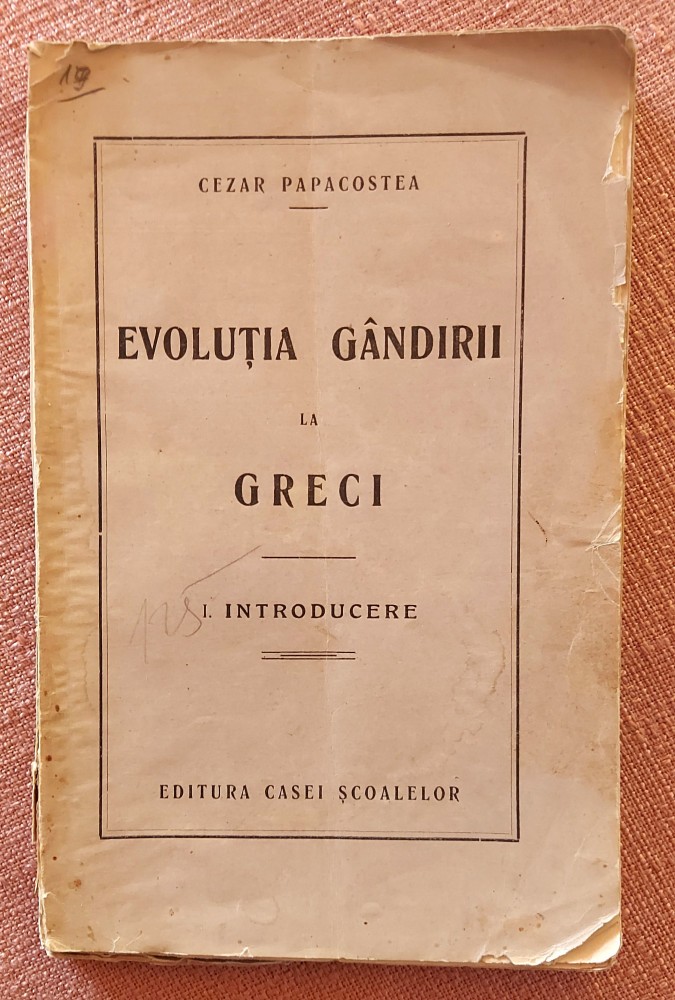 CEZAR PAPACOSTEA
EVOLUȚIA GÂNDIRII
LA
GRECI
I. INTRODUCERE
EDITURA CASEI ȘCOALELOR